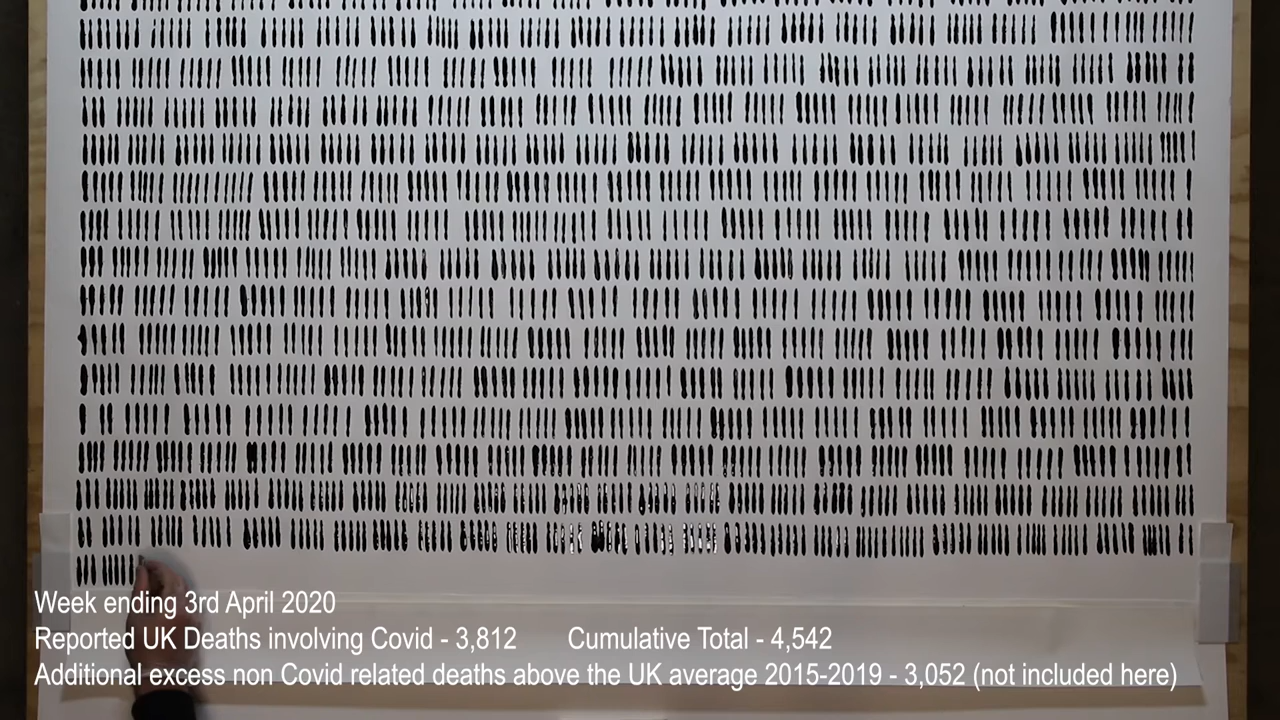 Week ending 3rd April 2020
Reported UK Deaths involving Covid - 3,812 Cumulative Total - 4,542
Additional excess non Covid related deaths above the UK average 2015-2019 - 3,052 (not included here)